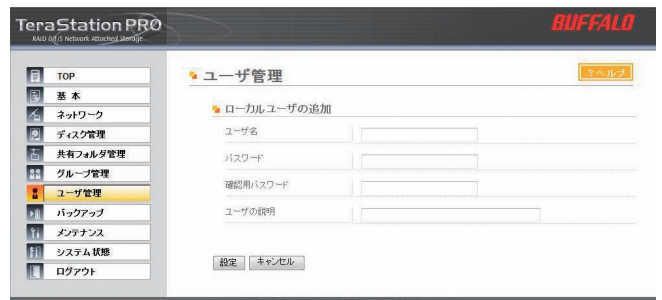 TeraStation PRO
RAID 0/1/5 Network Attached Storage
BUFFALO
TOP
基本
ネットワーク
ディスク管理
共有フォルダ管理
グループ管理
ユーザ管理
バックアップ
メンテナンス
システム状態
ログアウト
ユーザ管理
?ヘルプ
ローカルユーザの追加
ユーザ名
パスワード
確認用パスワード
ユーザの説明
設定
キャンセル